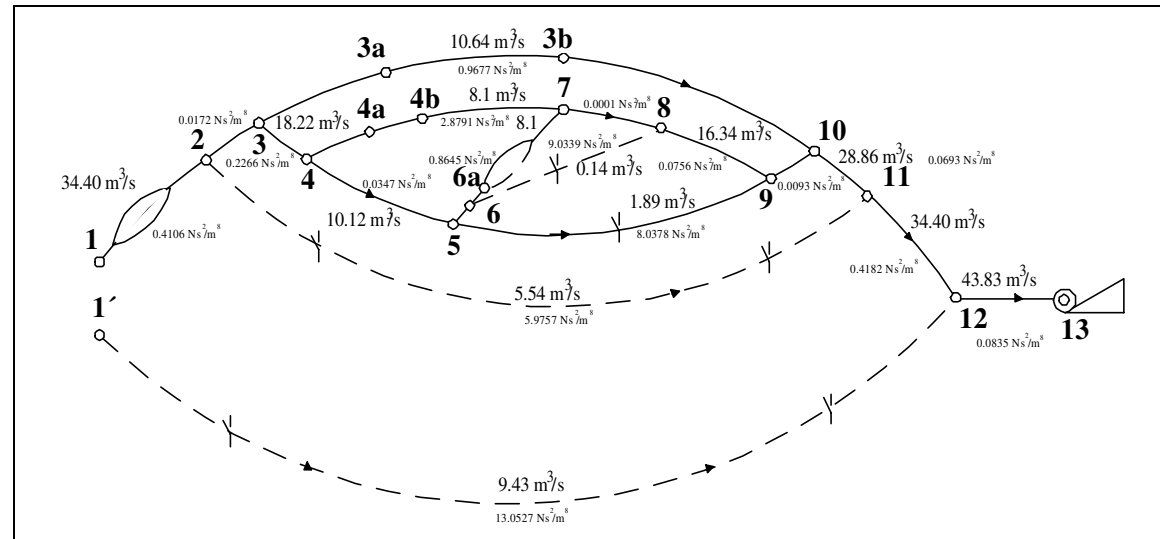 3a
10.64 m³/s
3b
0.9677 Ns²/m⁸
7
0.0001 Ns²/m⁸
8
8.1 m³/s
4b
4a
2.8791 Ns²/m⁸
8.1
0.0172 Ns²/m⁸
3
18.22 m³/s
2
0.2266 Ns²/m⁸
4
16.34 m³/s
10
9.0339 Ns²/m⁸
0.14 m³/s
0.8645 Ns²/m⁸
28.86 m³/s
0.0693 Ns²/m⁸
34.40 m³/s
0.0347 Ns²/m⁸
6a
0.0756 Ns²/m⁸
9
0.0093 Ns²/m⁸
11
6
1.89 m³/s
10.12 m³/s
5
8.0378 Ns²/m⁸
34.40 m³/s
1
0.4106 Ns²/m⁸
0.4182 Ns²/m⁸
43.83 m³/s
5.54 m³/s
5.9757 Ns²/m⁸
1´
12
13
0.0835 Ns²/m⁸
9.43 m³/s
13.0527 Ns²/m⁸